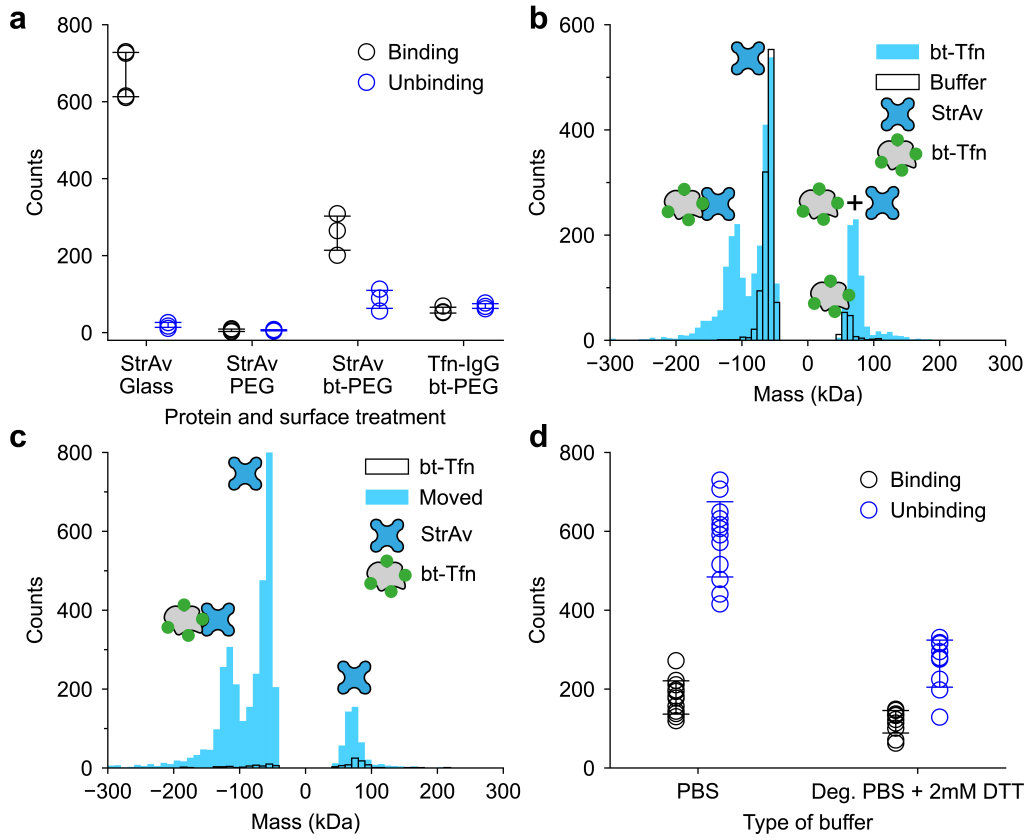 a
800
600
400
200
0
Counts
Binding
Unbinding
StrAv
Glass
StrAv
PEG
StrAv
bt-PEG
Tfn-IgG
bt-PEG
Protein and surface treatment
b
600
400
200
0
Counts
bt-Tfn
Buffer
StrAv
bt-Tfn
+
−300 −200 −100 0 100 200 300
Mass (kDa)
c
800
600
400
200
0
Counts
bt-Tfn
Moved
StrAv
bt-Tfn
−300 −200 −100 0 100 200 300
Mass (kDa)
d
800
600
400
200
0
Counts
Binding
Unbinding
PBS
Deg. PBS + 2mM DTT
Type of buffer